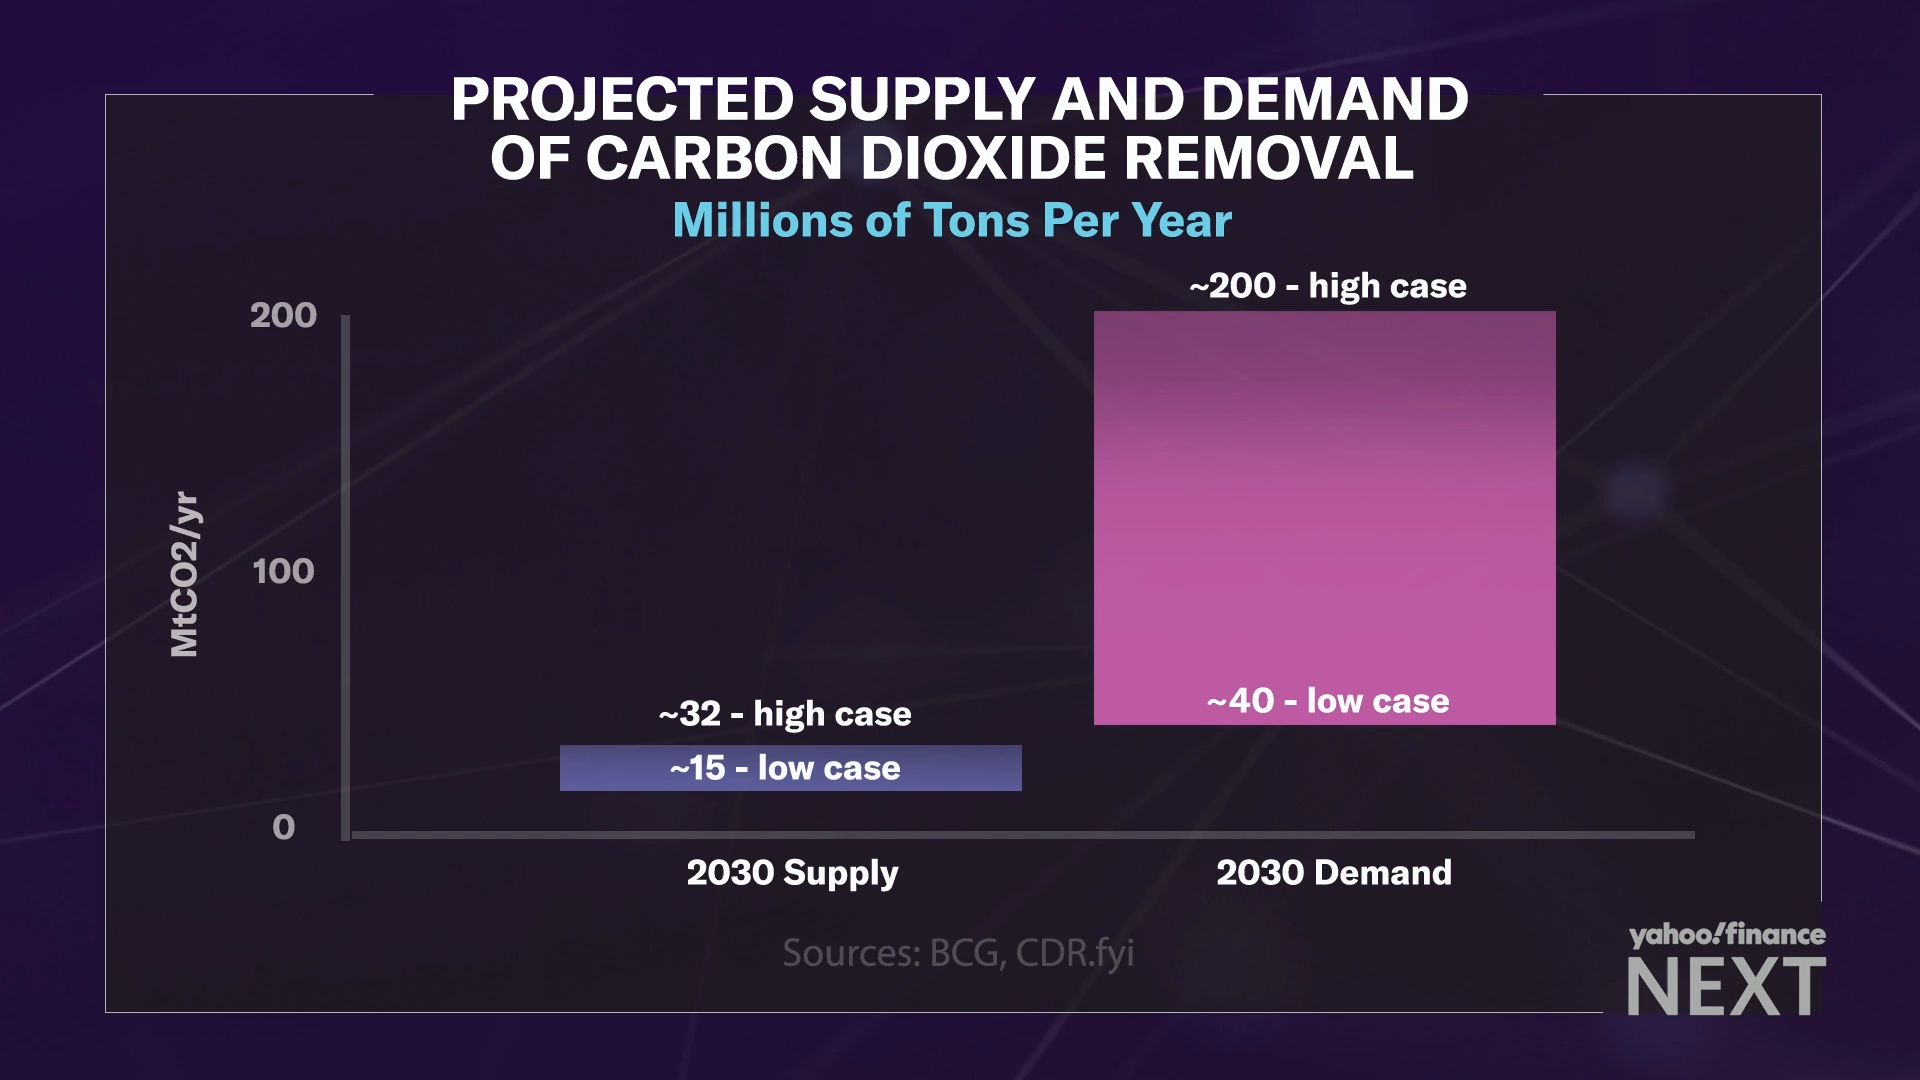 PROJECTED SUPPLY AND DEMAND
OF CARBON DIOXIDE REMOVAL
Millions of Tons Per Year
~200 - high case
200
100
MtCO2/yr
~40 - low case
~32 - high case
~15 - low case
0
2030 Supply
2030 Demand
Sources: BCG, CDR.fyi
yahoo!finance
NEXT